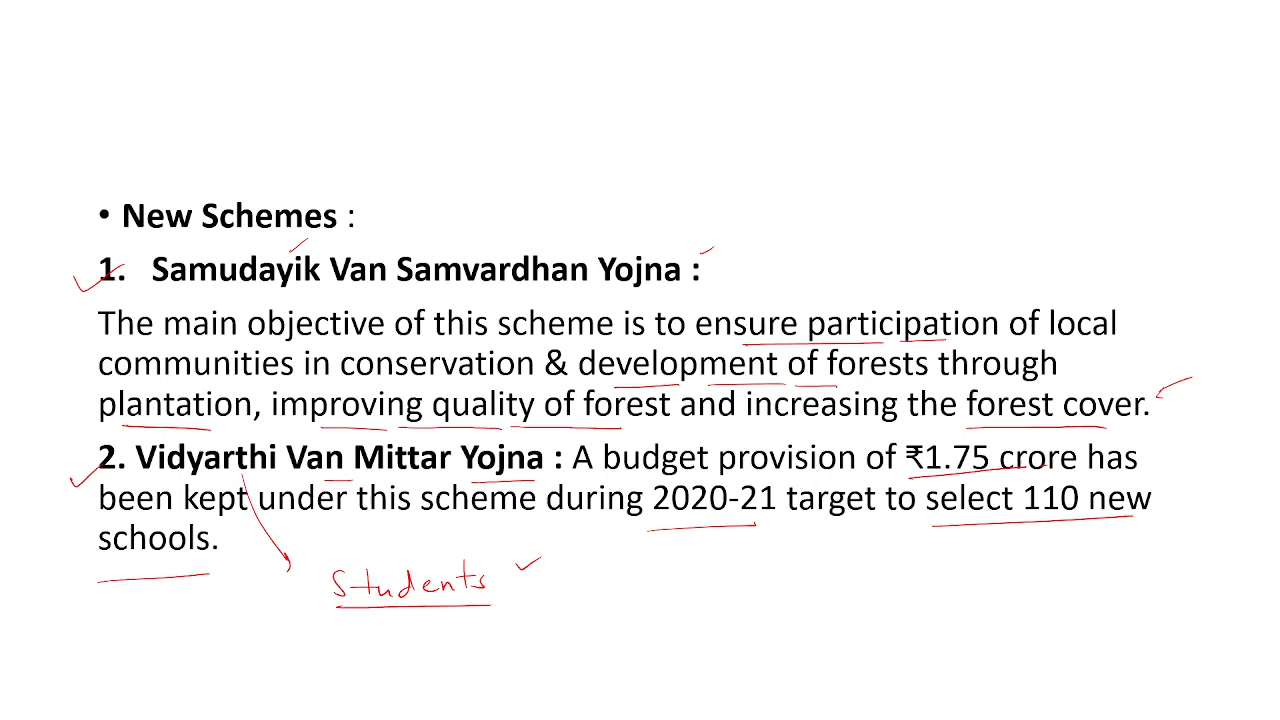 • New Schemes :
1. Samudayik Van Samvardhan Yojna :
The main objective of this scheme is to ensure participation of local
communities in conservation & development of forests through
plantation, improving quality of forest and increasing the forest cover.
2. Vidyarthi Van Mittar Yojna : A budget provision of ₹1.75 crore has
been kept under this scheme during 2020-21 target to select 110 new
schools.
Students